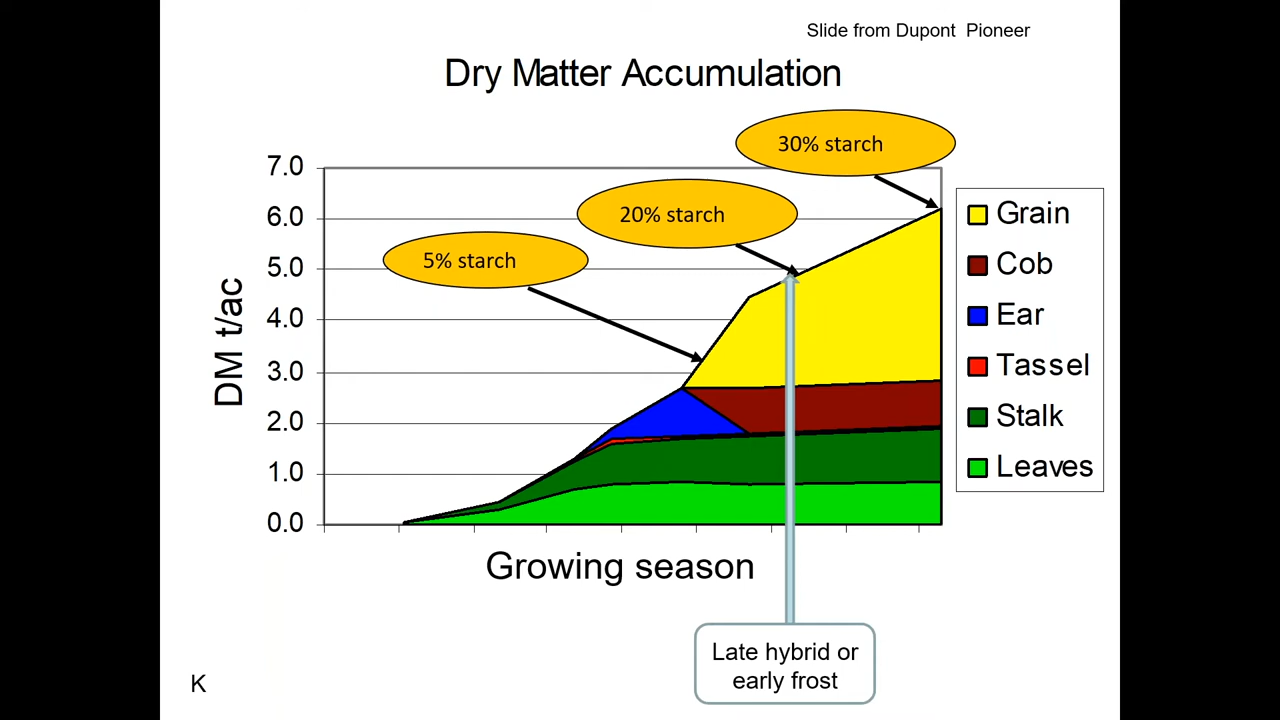 Slide from Dupont Pioneer
Dry Matter Accumulation
30% starch
20% starch
5% starch
7.0
6.0
5.0
4.0
3.0
2.0
1.0
0.0
DM t/ac
Grain
Cob
Ear
Tassel
Stalk
Leaves
Growing season
Late hybrid or
early frost
K